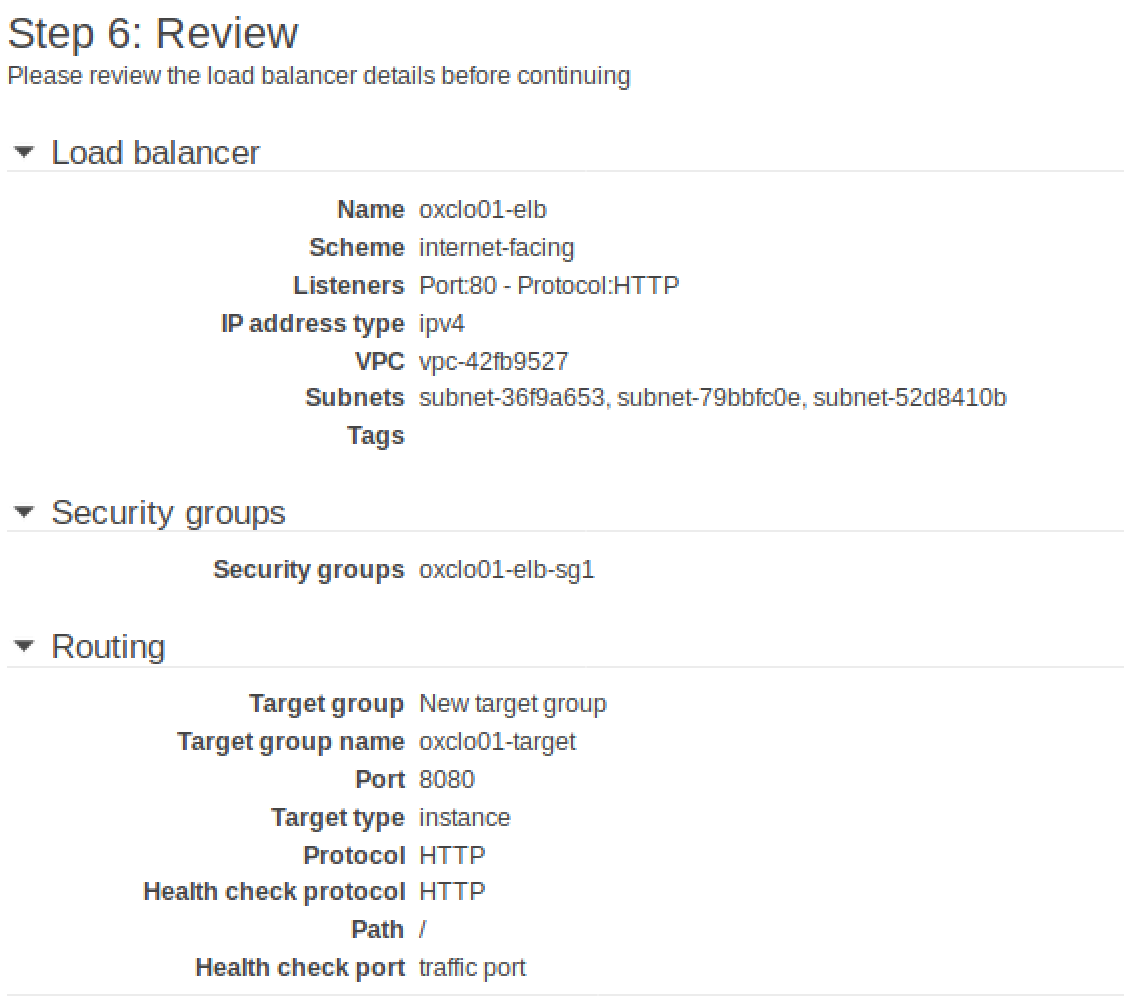 Step 6: Review
Please review the load balancer details before continuing
Load balancer
Name oxclo01-elb
Scheme internet-facing
Listeners Port:80 - Protocol:HTTP
IP address type ipv4
VPC vpc-42fb9527
Subnets subnet-36f9a653, subnet-79bbfc0e, subnet-52d8410b
Tags
Security groups
Security groups oxclo01-elb-sg1
Routing
Target group New target group
Target group name oxclo01-target
Port 8080
Target type instance
Protocol HTTP
Health check protocol HTTP
Path /
Health check port traffic port